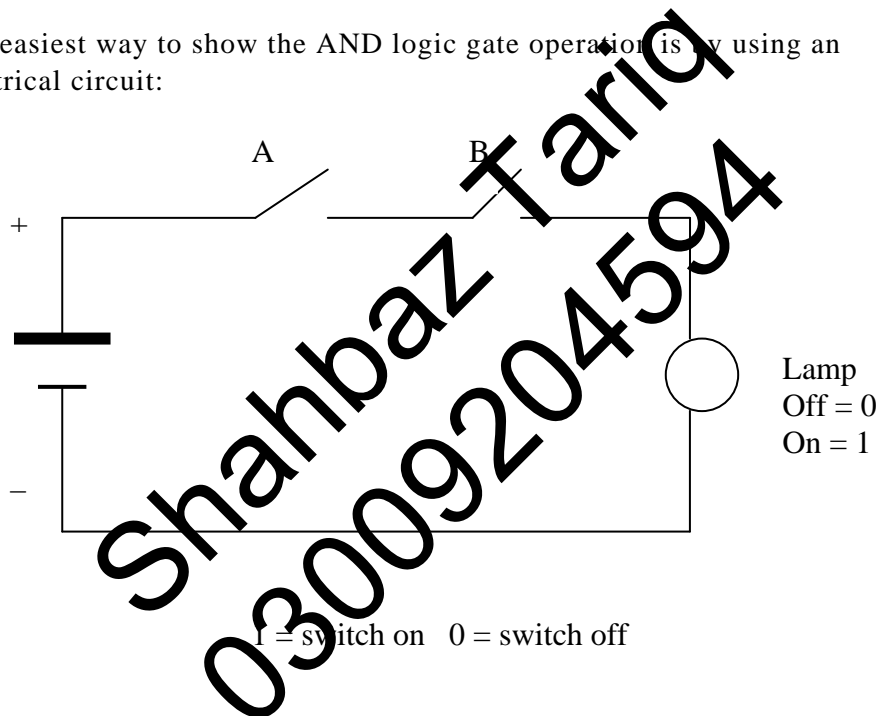 easiest way to show the AND logic gate operation is by using an
trical circuit:
A B
+
Lamp
Off = 0
On = 1
–
1 = switch on 0 = switch off
Shahbaz Tariq
03009204594